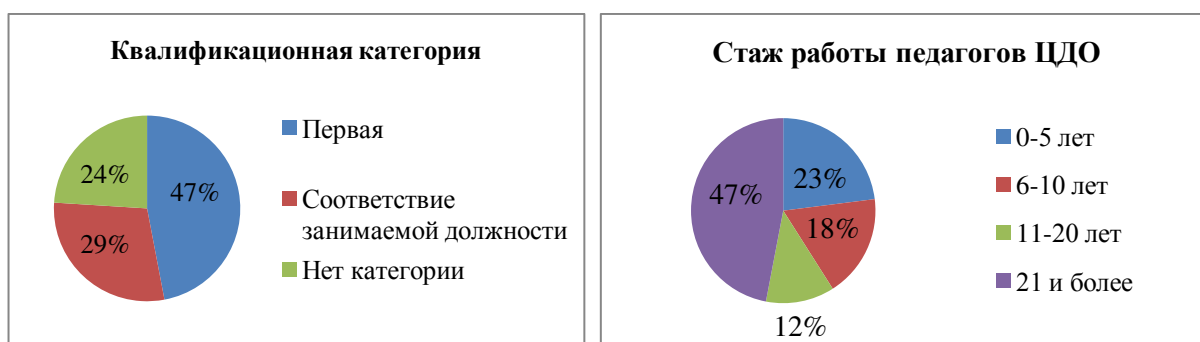 Квалификационная категория
47%
29%
24%
Первая
Соответствие
занимаемой должности
Нет категории
Стаж работы педагогов ЦДО
23%
18%
12%
47%
0-5 лет
6-10 лет
11-20 лет
21 и более